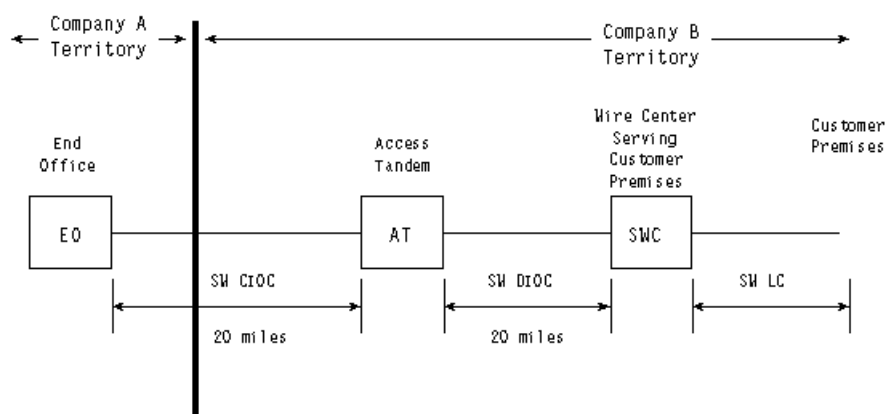 Company A
Territory
Company B
Territory
End
Office
Access
Tandem
Wire Center
Serving
Customer
Premises
Customer
Premises
EO
AT
SWC
SW CIOC
SW DIOC
SW LC
20 miles
20 miles